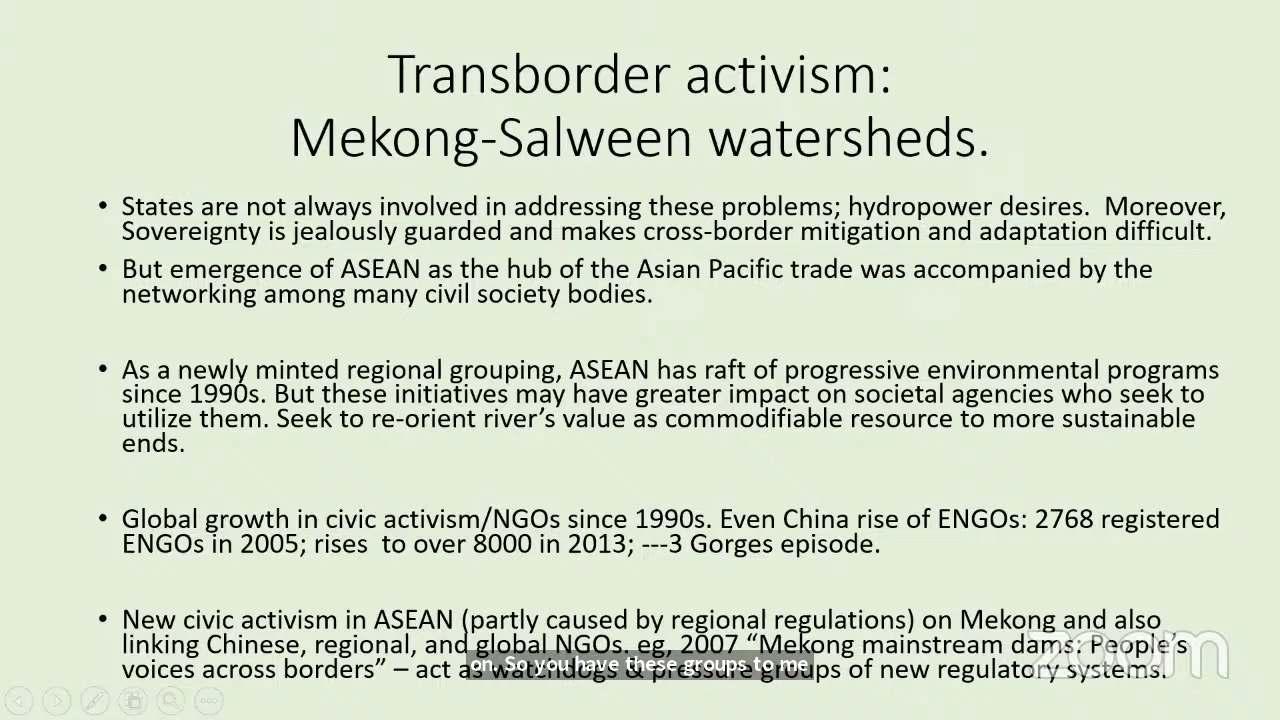 Transborder activism:
Mekong-Salween watersheds.
• States are not always involved in addressing these problems; hydropower desires.  Moreover,
Sovereignty is jealously guarded and makes cross-border mitigation and adaptation difficult.
• But emergence of ASEAN as the hub of the Asian Pacific trade was accompanied by the
networking among many civil society bodies.
• As a newly minted regional grouping, ASEAN has raft of progressive environmental programs
since 1990s. But these initiatives may have greater impact on societal agencies who seek to
utilize them. Seek to re-orient river’s value as commodifiable resource to more sustainable
ends.
• Global growth in civic activism/NGOs since 1990s. Even China rise of ENGOs: 2768 registered
ENGOs in 2005; rises  to over 8000 in 2013; ---3 Gorges episode.
• New civic activism in ASEAN (partly caused by regional regulations) on Mekong and also
linking Chinese, regional, and global NGOs. eg, 2007 “Mekong mainstream dams: People’s
voices across borders” – act as watchdogs & pressure groups of new regulatory systems.
on. So you have these groups to me
zoom